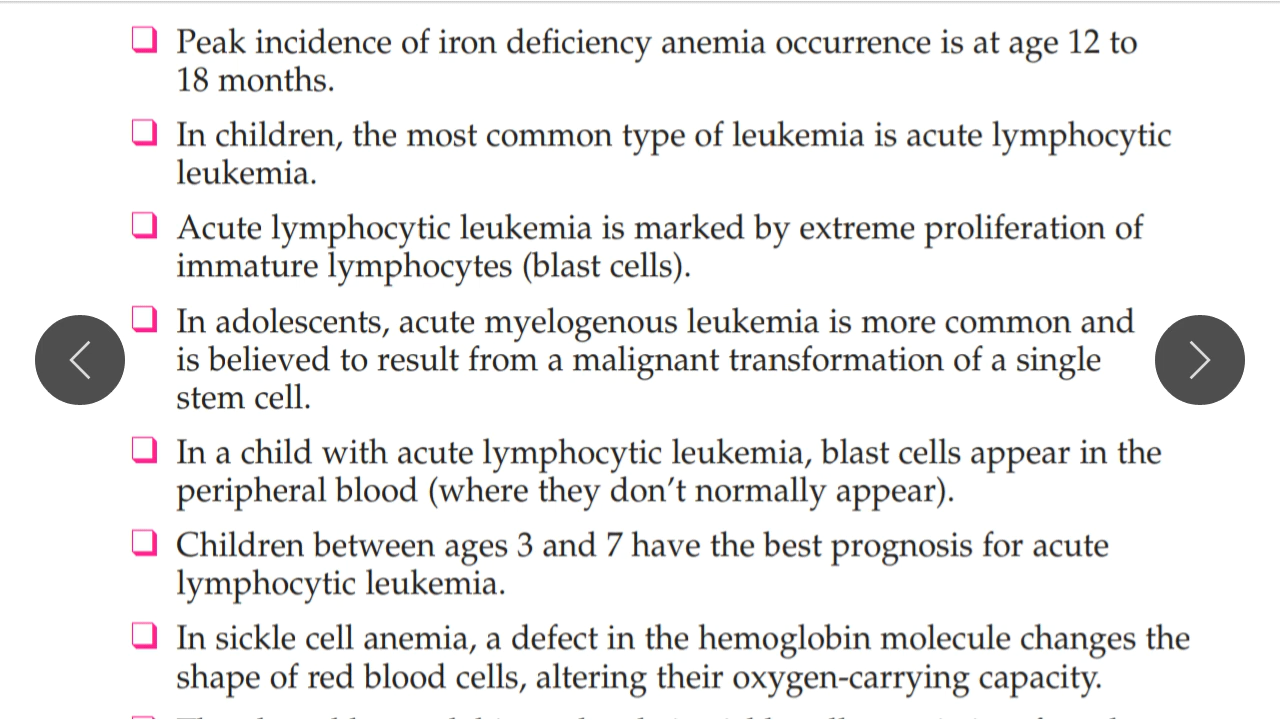 Peak incidence of iron deficiency anemia occurrence is at age 12 to
18 months.
In children, the most common type of leukemia is acute lymphocytic
leukemia.
Acute lymphocytic leukemia is marked by extreme proliferation of
immature lymphocytes (blast cells).
In adolescents, acute myelogenous leukemia is more common and
is believed to result from a malignant transformation of a single
stem cell.
In a child with acute lymphocytic leukemia, blast cells appear in the
peripheral blood (where they don’t normally appear).
Children between ages 3 and 7 have the best prognosis for acute
lymphocytic leukemia.
In sickle cell anemia, a defect in the hemoglobin molecule changes the
shape of red blood cells, altering their oxygen-carrying capacity.